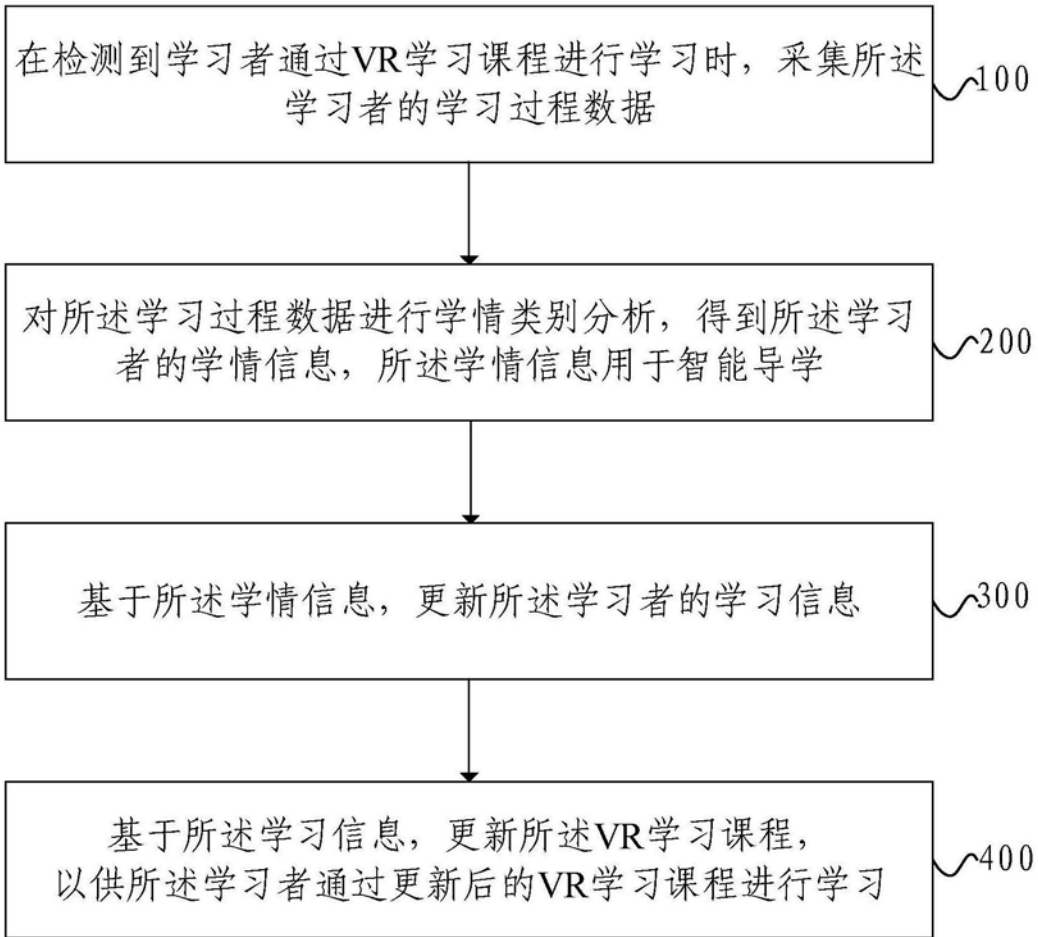 在检测到学习者通过VR学习课程进行学习时，采集所述
学习者的学习过程数据
100
对所述学习过程数据进行学情类别分析，得到所述学习
者的学情信息，所述学情信息用于智能导学
200
基于所述学情信息，更新所述学习者的学习信息
300
基于所述学习信息，更新所述VR学习课程，
以供所述学习者通过更新后的VR学习课程进行学习
400